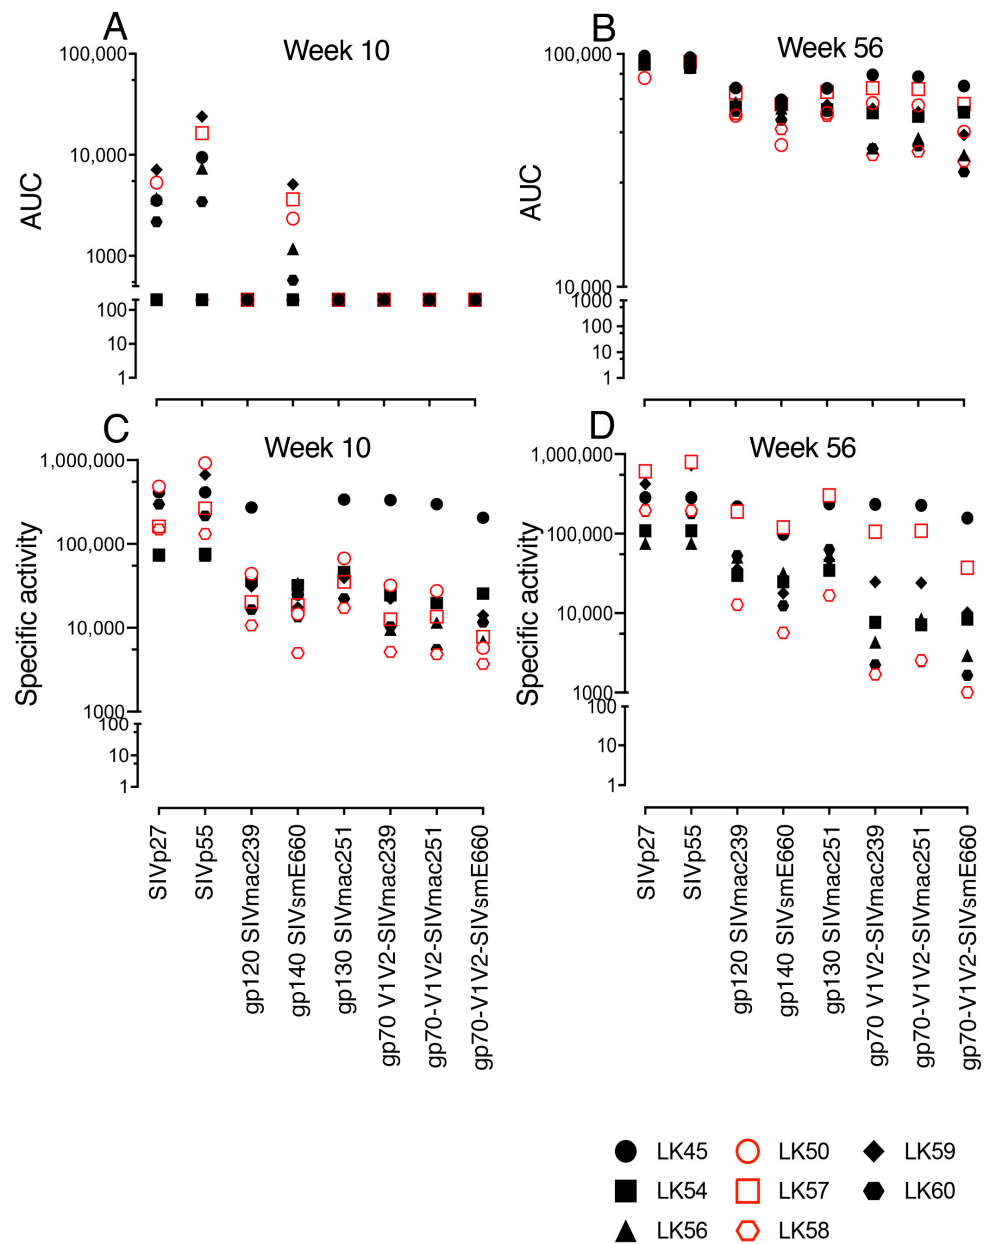 A
Week 10
AUC
100,000
10,000
1000
100
10
1
B
Week 56
AUC
100,000
10,000
1000
100
10
1
C
Week 10
Specific activity
1,000,000
100,000
10,000
1000
100
10
1
D
Week 56
Specific activity
1,000,000
100,000
10,000
1000
100
10
1
SIVp27
SIVp55
gp120 SIVmac239
gp140 SIVsmE660
gp130 SIVmac251
gp70 V1V2-SIVmac239
gp70-V1V2-SIVmac251
gp70-V1V2-SIVsmE660
SIVp27
SIVp55
gp120 SIVmac239
gp140 SIVsmE660
gp130 SIVmac251
gp70 V1V2-SIVmac239
gp70-V1V2-SIVmac251
gp70-V1V2-SIVsmE660
LK45 LK50 LK59
LK54 LK57 LK60
LK56 LK58